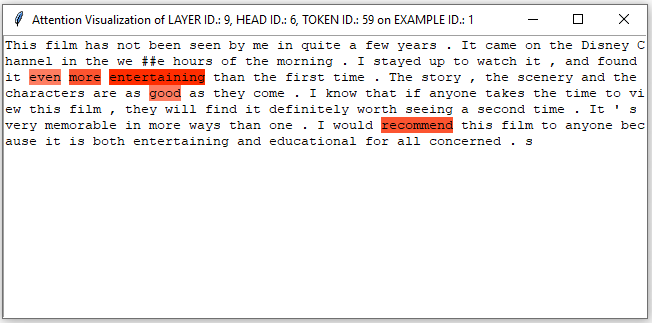 Attention Visualization of LAYER ID.: 9, HEAD ID.: 6, TOKEN ID.: 59 on EXAMPLE ID.: 1
This film has not been seen by me in quite a few years . It came on the Disney C
hannel in the we ##e hours of the morning . I stayed up to watch it , and found
it even more entertaining than the first time . The story , the scenery and the
characters are as good as they come . I know that if anyone takes the time to vi
ew this film , they will find it definitely worth seeing a second time . It ' s
very memorable in more ways than one . I would recommend this film to anyone bec
ause it is both entertaining and educational for all concerned . s